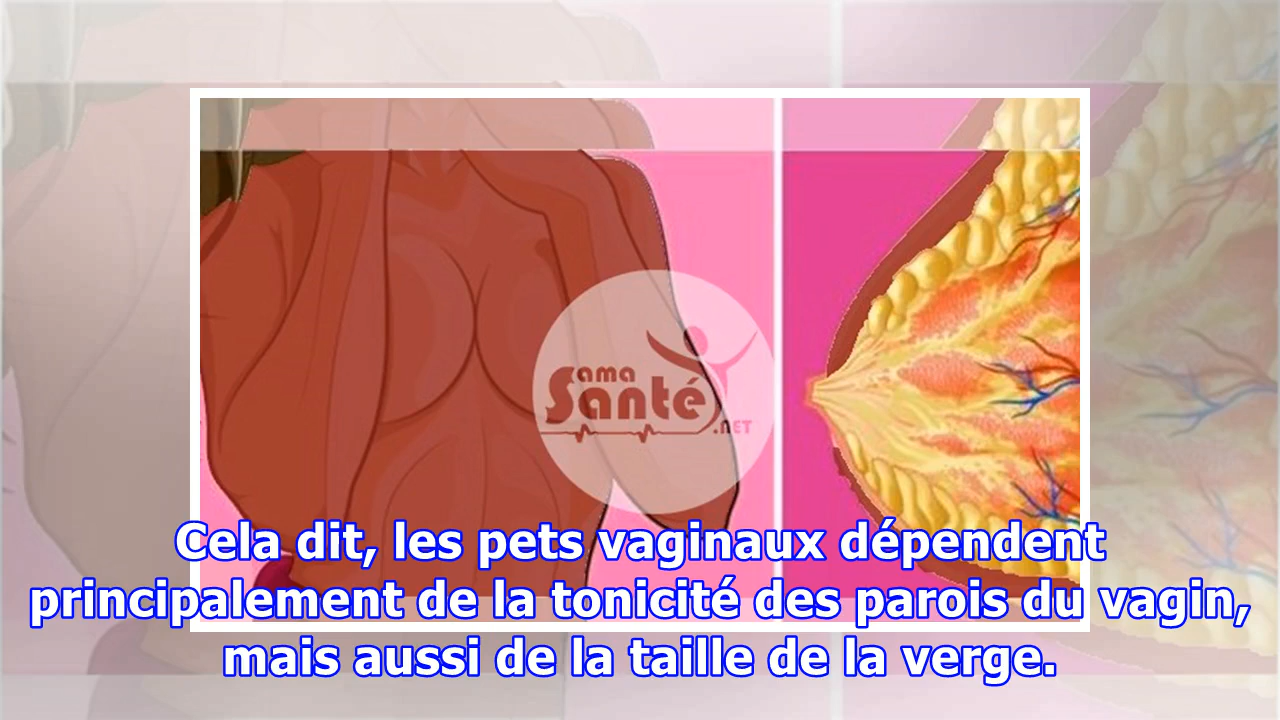 Sama
Santé
.NET
Cela dit, les pets vaginaux dépendent
principalement de la tonicité des parois du vagin,
mais aussi de la taille de la verge.